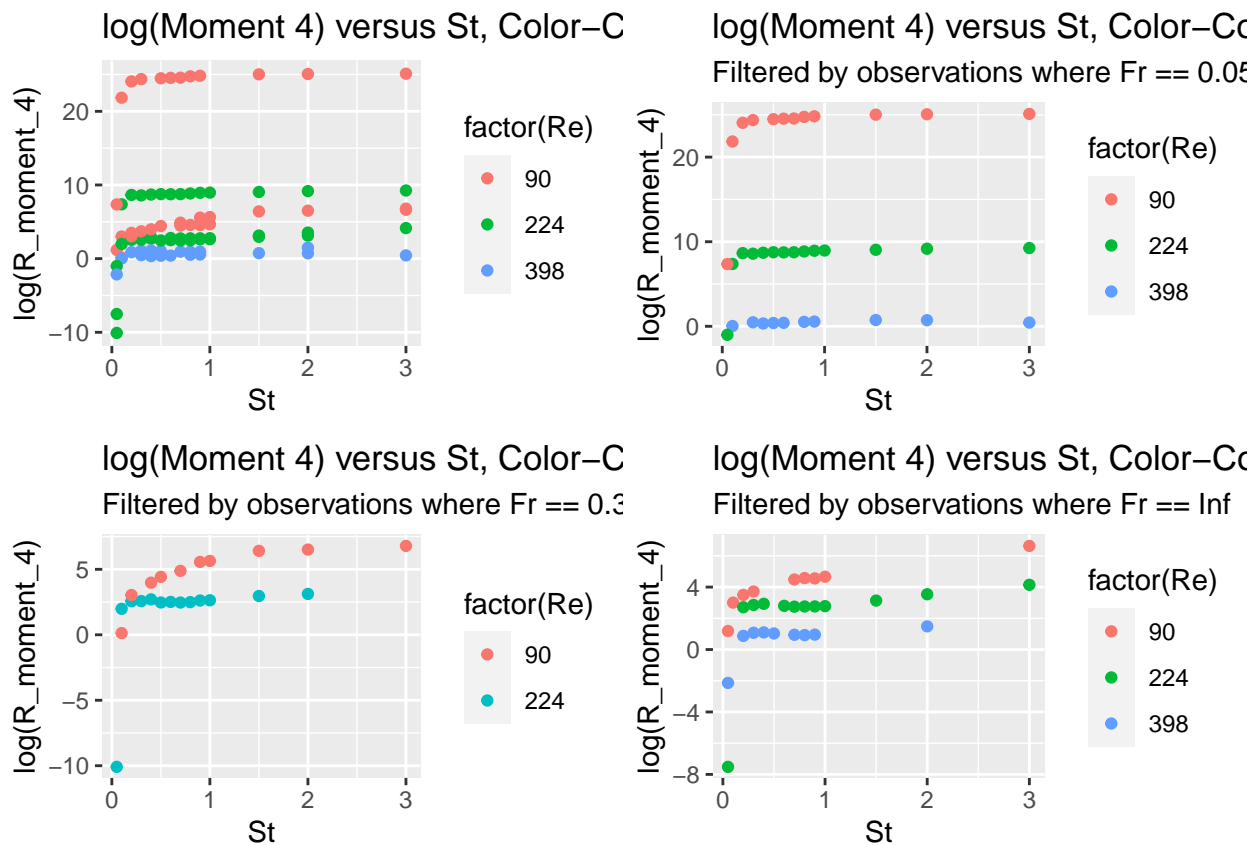 log(Moment 4) versus St, Color−C
log(R_moment_4)
20
10
0
−10
0
1
2
3
St
factor(Re)
90
224
398
log(Moment 4) versus St, Color−Co
Filtered by observations where Fr == 0.05
log(R_moment_4)
20
10
0
0
1
2
3
St
factor(Re)
90
224
398
log(Moment 4) versus St, Color−C
Filtered by observations where Fr == 0.3
log(R_moment_4)
5
0
−5
−10
0
1
2
3
St
factor(Re)
90
224
log(Moment 4) versus St, Color−Co
Filtered by observations where Fr == Inf
log(R_moment_4)
4
0
−4
−8
0
1
2
3
St
factor(Re)
90
224
398